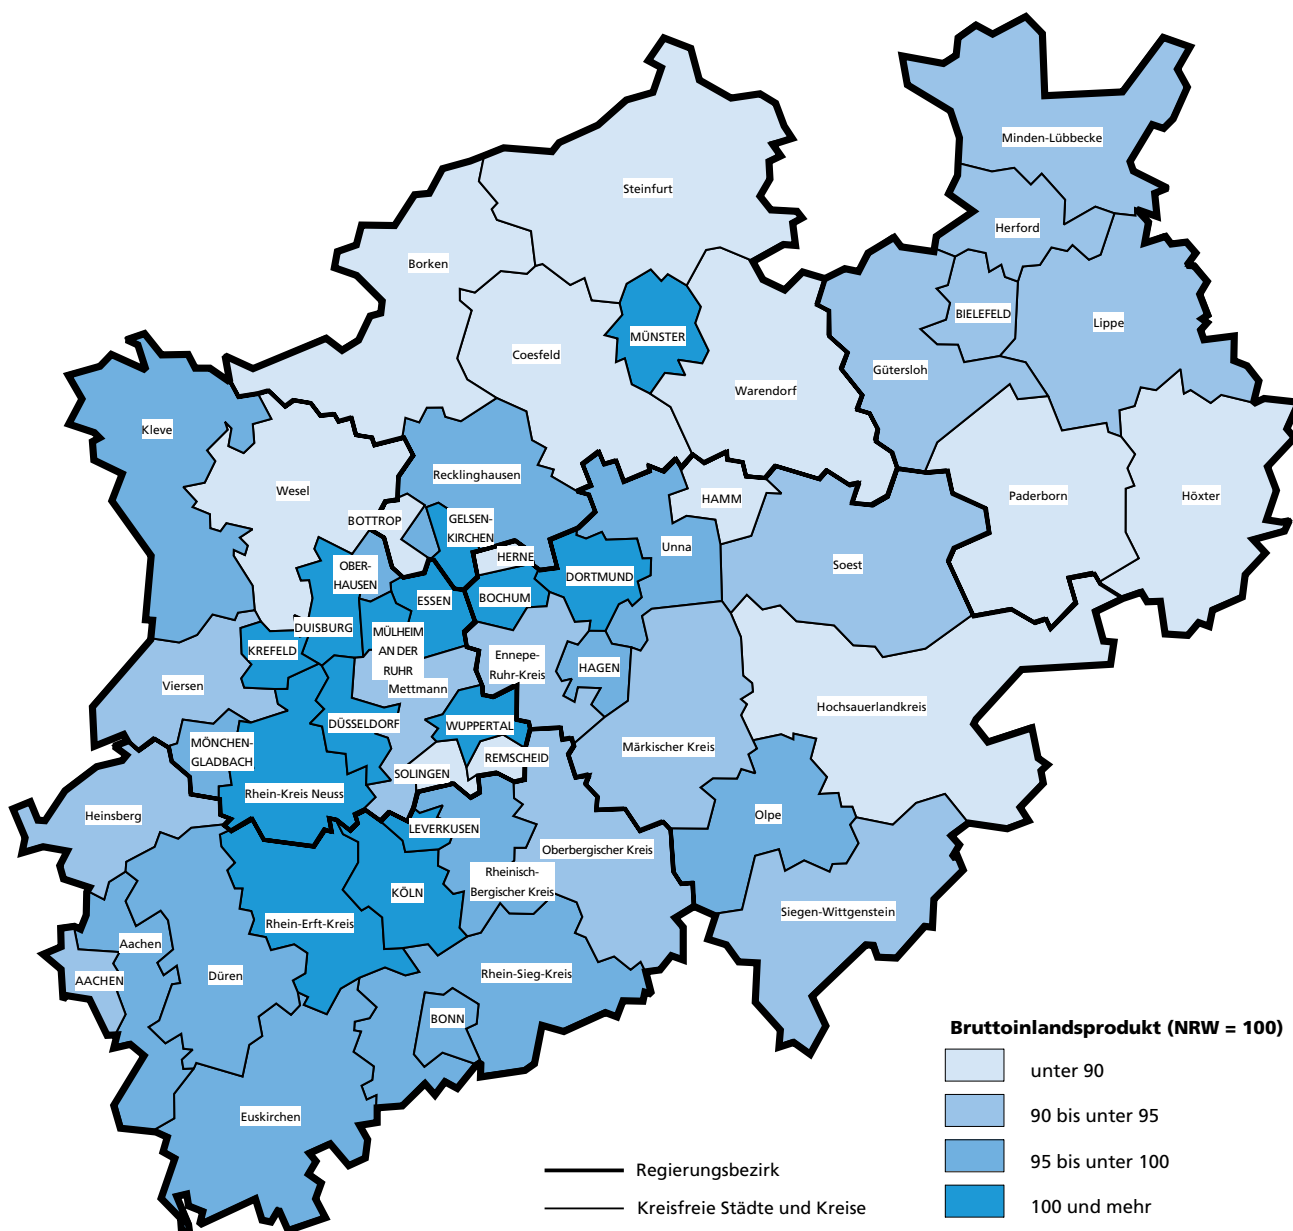 Minden-Lübbecke
Steinfurt
Herford
Borken
BIELEFELD
Lippe
MÜNSTER
Coesfeld
Gütersloh
Warendorf
Kleve
Recklinghausen
Wesel
HAMM
Paderborn
Höxter
BOTTROP
GELSEN-
KIRCHEN
HERNE
Unna
Soest
OBER-
HAUSEN
DORTMUND
ESSEN
BOCHUM
DUISBURG
MÜLHEIM
AN DER
RUHR
KREFELD
Ennepe-
Ruhr-Kreis
HAGEN
Viersen
Mettmann
Hochsauerlandkreis
DÜSSELDORF
WUPPERTAL
MÖNCHEN-
GLADBACH
Märkischer Kreis
REMSCHEID
SOLINGEN
Rhein-Kreis Neuss
Heinsberg
Olpe
LEVERKUSEN
Oberbergischer Kreis
Rheinisch-
Bergischer Kreis
KÖLN
Siegen-Wittgenstein
Rhein-Erft-Kreis
Aachen
AACHEN
Düren
Rhein-Sieg-Kreis
BONN
Euskirchen
Bruttoinlandsprodukt (NRW = 100)
unter 90
90 bis unter 95
95 bis unter 100
100 und mehr
Regierungsbezirk
Kreisfreie Städte und Kreise